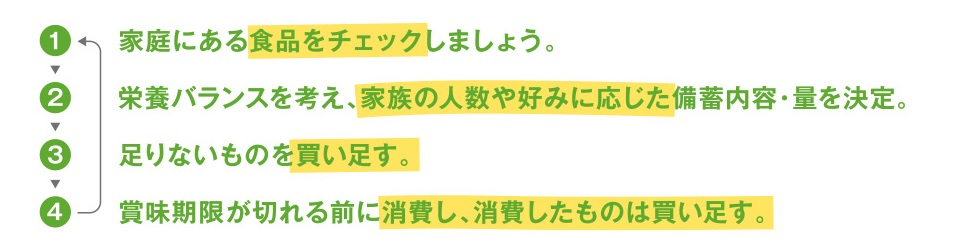 1 家庭にある食品をチェックしましょう。
2 栄養バランスを考え、家族の人数や好みに応じた備蓄内容・量を決定。
3 足りないものを買い足す。
4 賞味期限が切れる前に消費し、消費したものは買い足す。